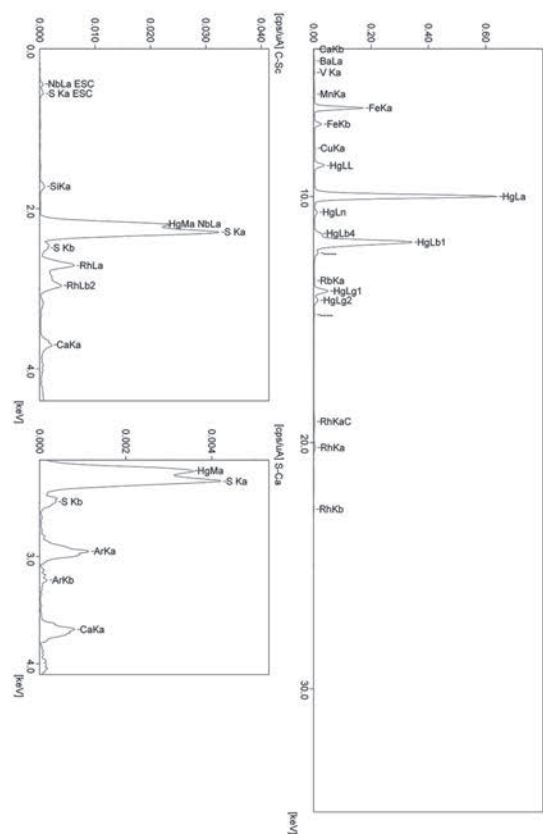 [cps/uA] C-Sc
0.000
0.010
0.020
0.030
0.040
0.0
NbLa ESC
S Ka ESC
SiKa
2.0
HgMa NbLa
S Ka
S Kb
RhLa
RhLb2
CaKa
4.0
[keV]
[cps/uA] S-Ca
0.000
0.002
0.004
HgMa
S Ka
S Kb
3.0
ArKa
ArKb
CaKa
4.0
[keV]
0.00
0.20
0.40
0.60
CaKb
BaLa
V Ka
MnKa
FeKa
FeKb
CuKa
HgLL
10.0
HgLa
HgLn
HgLb4
HgLb1
RbKa
HgLg1
HgLg2
RhKaC
20.0
RhKa
RhKb
30.0
[keV]